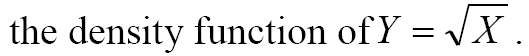 the density function of Y = √X .